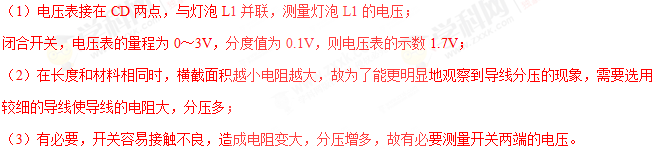 （1）电压表接在 CD 两点，与灯泡 L1 并联，测量灯泡 L1 的电压；
闭合开关，电压表的量程为 0～3V，分度值为 0.1V，则电压表的示数 1.7V；
（2）在长度和材料相同时，横截面积越小电阻越大，故为了能更明显地观察到导线分压的现象，需要选用
较细的导线使导线的电阻大，分压多；
（3）有必要，开关容易接触不良，造成电阻变大，分压增多，故有必要测量开关两端的电压。